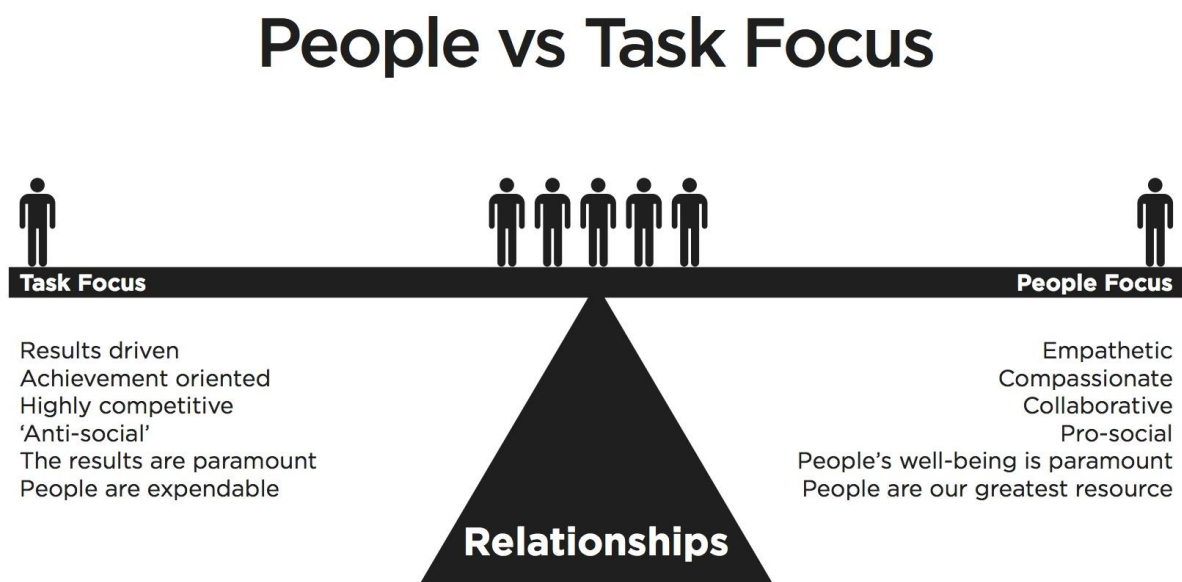 People vs Task Focus
Task Focus
People Focus
Results driven
Achievement oriented
Highly competitive
‘Anti-social’
The results are paramount
People are expendable
Empathetic
Compassionate
Collaborative
Pro-social
People’s well-being is paramount
People are our greatest resource
Relationships